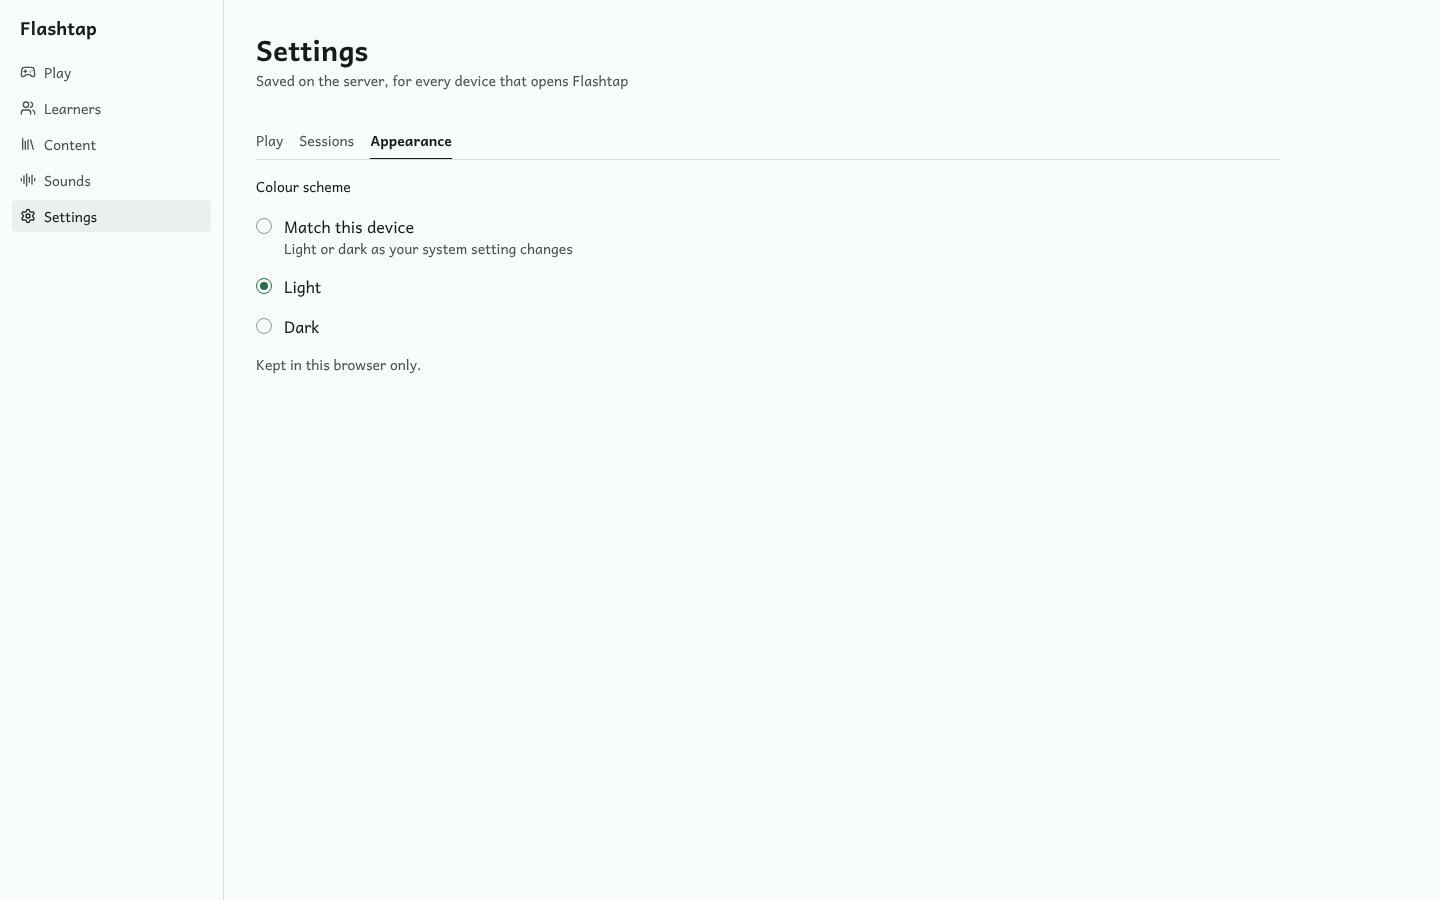 Flashtap
Play
Learners
Content
Sounds
Settings
Settings
Saved on the server, for every device that opens Flashtap
Play
Sessions
Appearance
Colour scheme
Match this device
Light or dark as your system setting changes
Light
Dark
Kept in this browser only.